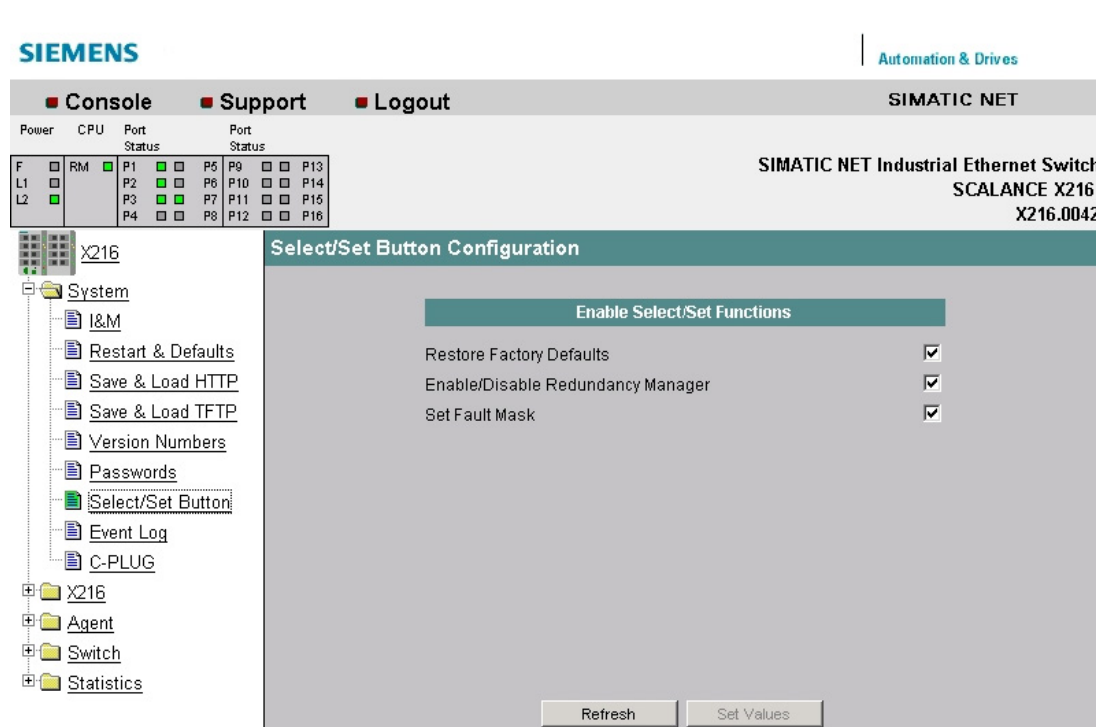 SIEMENS
Automation & Drives
Console Support Logout SIMATIC NET
Power CPU Port Status Port Status
F RM P1 P5 P9 P13
L1 P2 P6 P10 P14
L2 P3 P7 P11 P15
P4 P8 P12 P16
SIMATIC NET Industrial Ethernet Switch
SCALANCE X216
X216.0042
X216
System
I&M
Restart & Defaults
Save & Load HTTP
Save & Load TFTP
Version Numbers
Passwords
Select/Set Button
Event Log
C-PLUG
X216
Agent
Switch
Statistics
Select/Set Button Configuration
Enable Select/Set Functions
Restore Factory Defaults
Enable/Disable Redundancy Manager
Set Fault Mask
Refresh Set Values